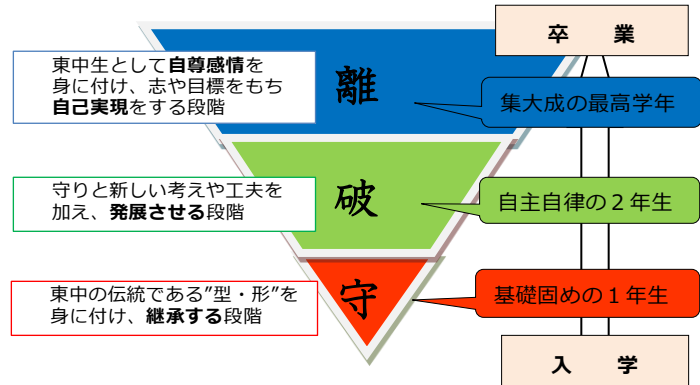 卒　業
東中生として自尊感情を
身に付け、志や目標をもち
自己実現をする段階
離
集大成の最高学年
守りと新しい考えや工夫を
加え、発展させる段階
破
自主自律の２年生
東中の伝統である”型・形”を
身に付け、継承する段階
守
基礎固めの１年生
入　学